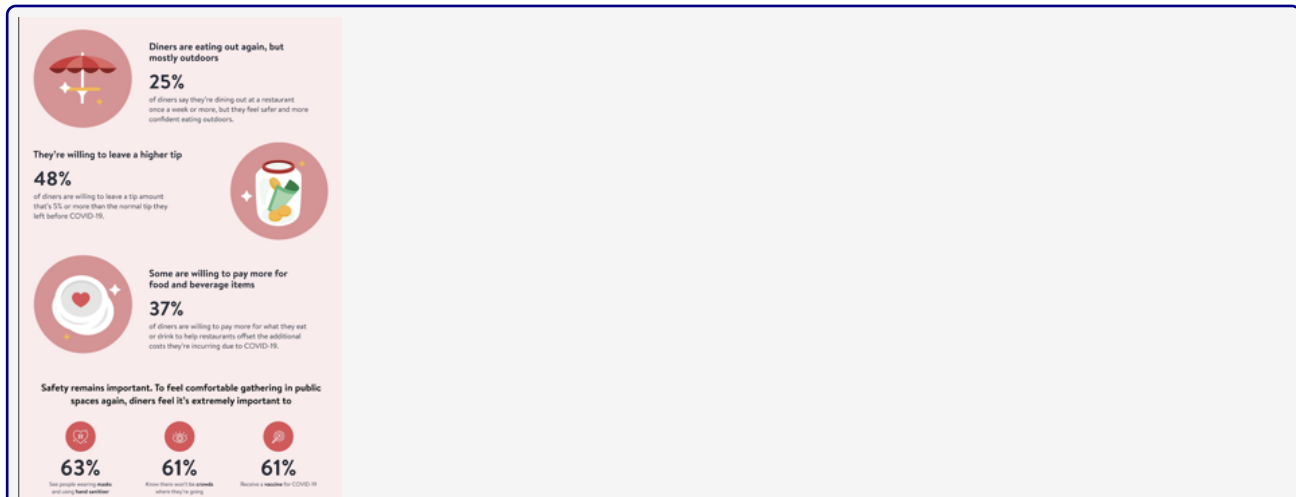 Diners are eating out again, but
mostly outdoors
25%
of diners say they're dining out at a restaurant
once a week or more, but they feel safer and more
confident eating outdoors.
They're willing to leave a higher tip
48%
of diners are willing to leave a tip amount
that's 5% or more than the normal tip they
left before COVID-19.
Some are willing to pay more for
food and beverage items
37%
of diners are willing to pay more for what they eat
or drink to help restaurants offset the additional
costs they're incurring due to COVID-19.
Safety remains important. To feel comfortable gathering in public
spaces again, diners feel it's extremely important to
63%
See people wearing masks
and using hand sanitizer
61%
Know there won't be crowds
where they're going
61%
Receive a vaccine for COVID-19